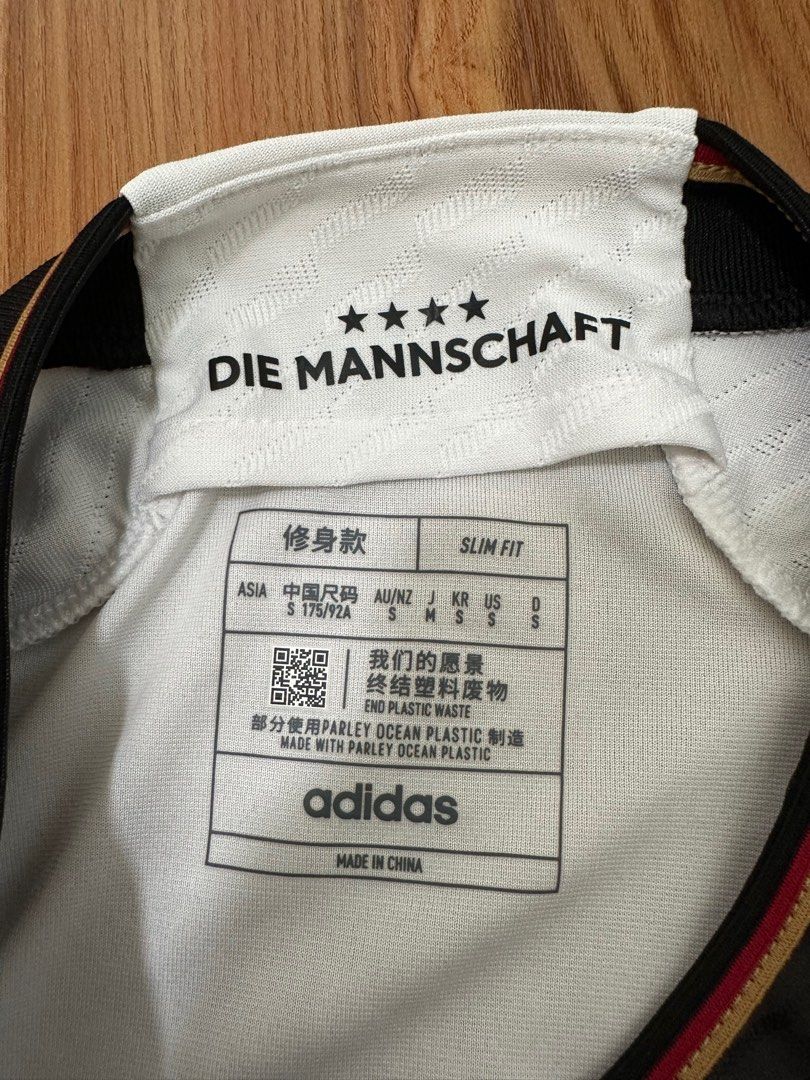 ★★★★
DIE MANNSCHAFT
修身款 SLIM FIT
ASIA 中国尺码 AU/NZ J KR US D
S 175/92A S M S S S
我们的愿景
终结塑料废物
END PLASTIC WASTE
部分使用PARLEY OCEAN PLASTIC 制造
MADE WITH PARLEY OCEAN PLASTIC
adidas
MADE IN CHINA